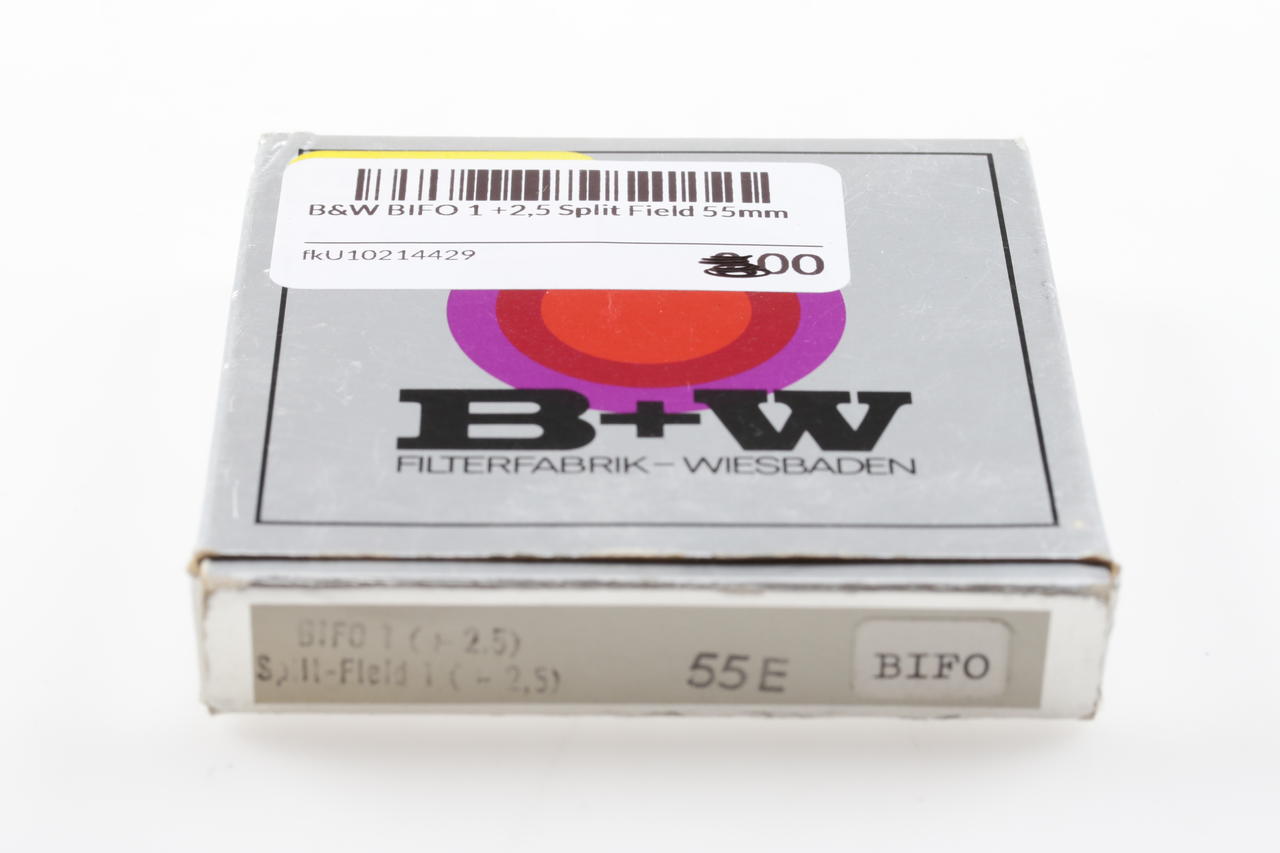 B&W BIFO 1 +2,5 Split Field 55mm
fkU10214429
00
B+W
FILTERFABRIK – WIESBADEN
BIFO 1 (+ 2.5)
Split-Field 1 (+ 2,5)
55E
BIFO